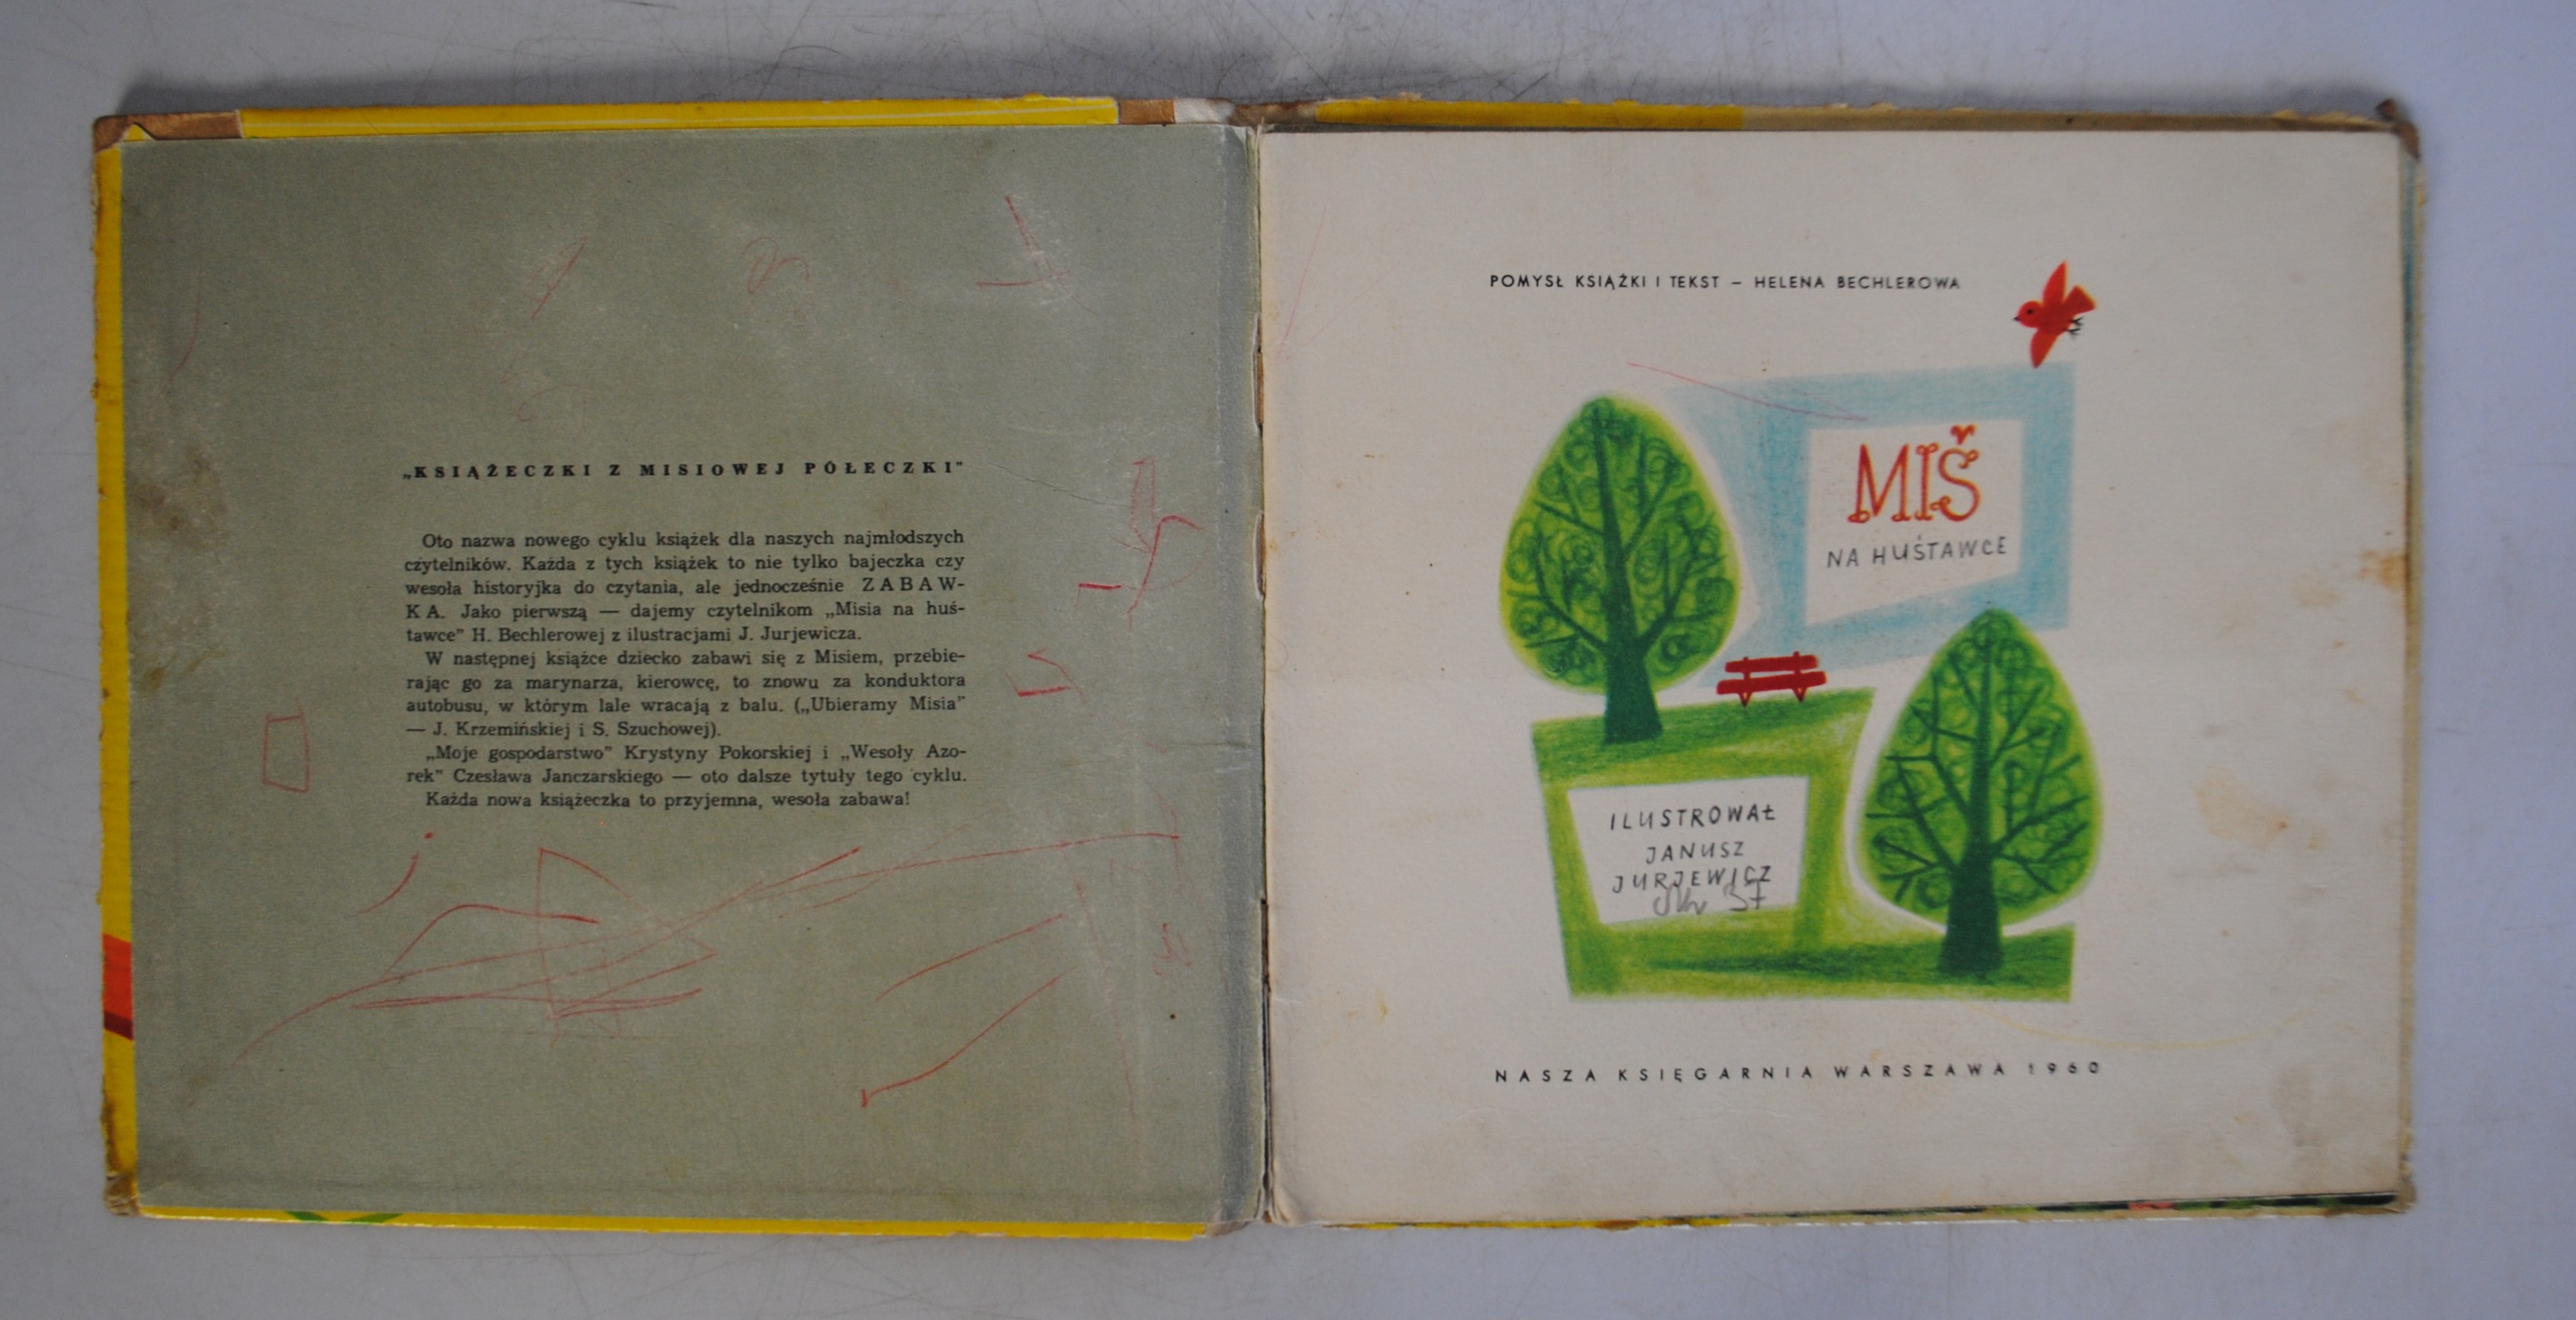 „KSIĄŻECZKI Z MISIOWEJ PÓŁECZKI”
Oto nazwa nowego cyklu książek dla naszych najmłodszych
czytelników. Każda z tych książek to nie tylko bajeczka czy
wesoła historyjka do czytania, ale jednocześnie ZABAW-
KA. Jako pierwszą — dajemy czytelnikom „Misia na huś-
tawce” H. Bechlerowej z ilustracjami J. Jurjewicza.
W następnej książce dziecko zabawi się z Misiem, przebie-
rając go za marynarza, kierowcę, to znowu za konduktora
autobusu, w którym lale wracają z balu. („Ubieramy Misia”
— J. Krzemińskiej i S. Szuchowej).
„Moje gospodarstwo” Krystyny Pokorskiej i „Wesoły Azo-
rek” Czesława Janczarskiego — oto dalsze tytuły tego cyklu.
Każda nowa książeczka to przyjemna, wesoła zabawa!
POMYSŁ KSIĄŻKI I TEKST — HELENA BECHLEROWA
MIŚ
NA HUŚTAWCE
ILUSTROWAŁ
JANUSZ
JURJEWICZ
37
NASZA KSIĘGARNIA WARSZAWA 1960